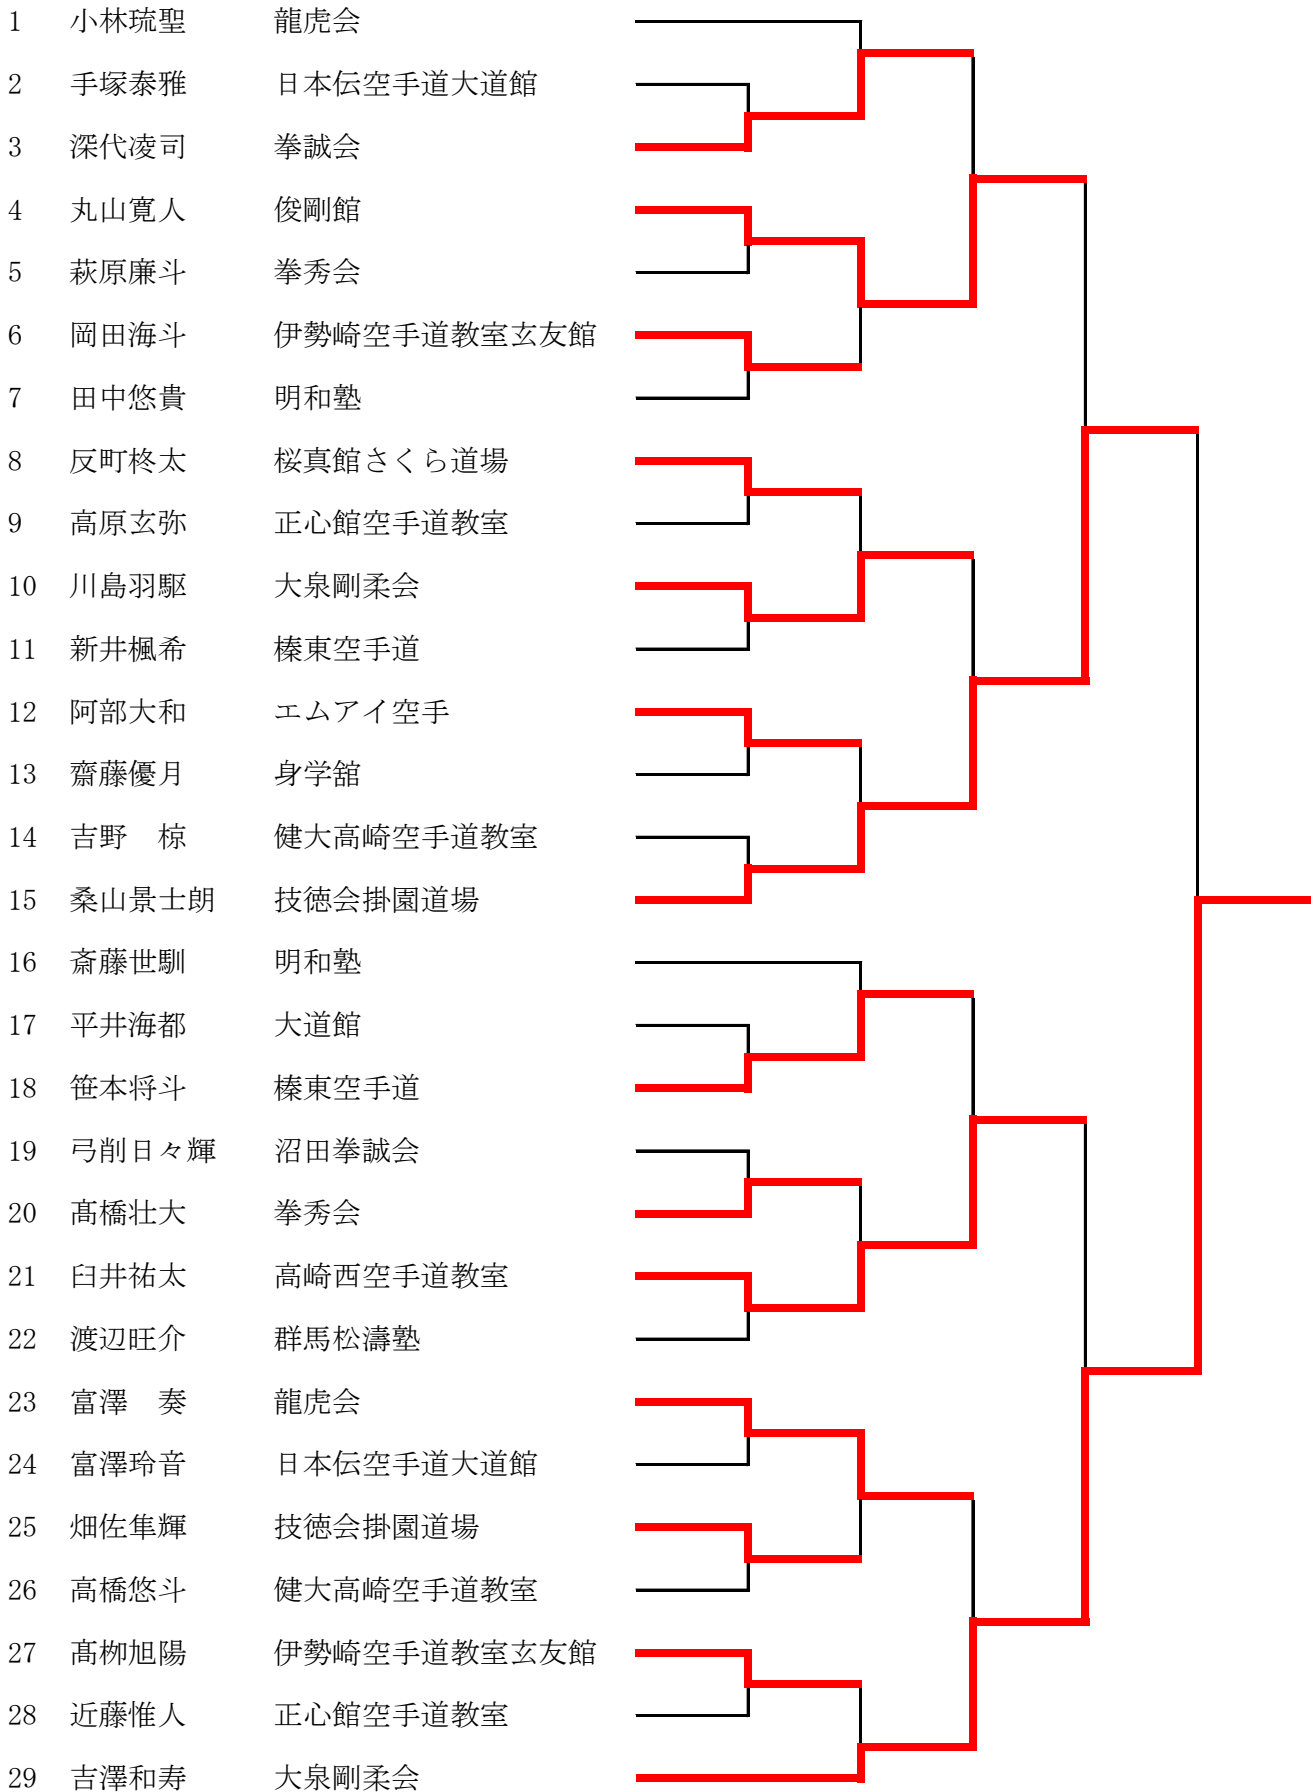 1 小林琉聖 龍虎会
2 手塚泰雅 日本伝空手道大道館
3 深代凌司 拳誠会
4 丸山寛人 俊剛館
5 萩原廉斗 拳秀会
6 岡田海斗 伊勢崎空手道教室玄友館
7 田中悠貴 明和塾
8 反町柊太 桜真館さくら道場
9 高原玄弥 正心館空手道教室
10 川島羽駆 大泉剛柔会
11 新井楓希 榛東空手道
12 阿部大和 エムアイ空手
13 齋藤優月 身学舘
14 吉野　椋 健大高崎空手道教室
15 桑山景士朗 技徳会掛園道場
16 斎藤世馴 明和塾
17 平井海都 大道館
18 笹本将斗 榛東空手道
19 弓削日々輝 沼田拳誠会
20 髙橋壮大 拳秀会
21 臼井祐太 高崎西空手道教室
22 渡辺旺介 群馬松濤塾
23 富澤　奏 龍虎会
24 富澤玲音 日本伝空手道大道館
25 畑佐隼輝 技徳会掛園道場
26 高橋悠斗 健大高崎空手道教室
27 髙栁旭陽 伊勢崎空手道教室玄友館
28 近藤惟人 正心館空手道教室
29 吉澤和寿 大泉剛柔会